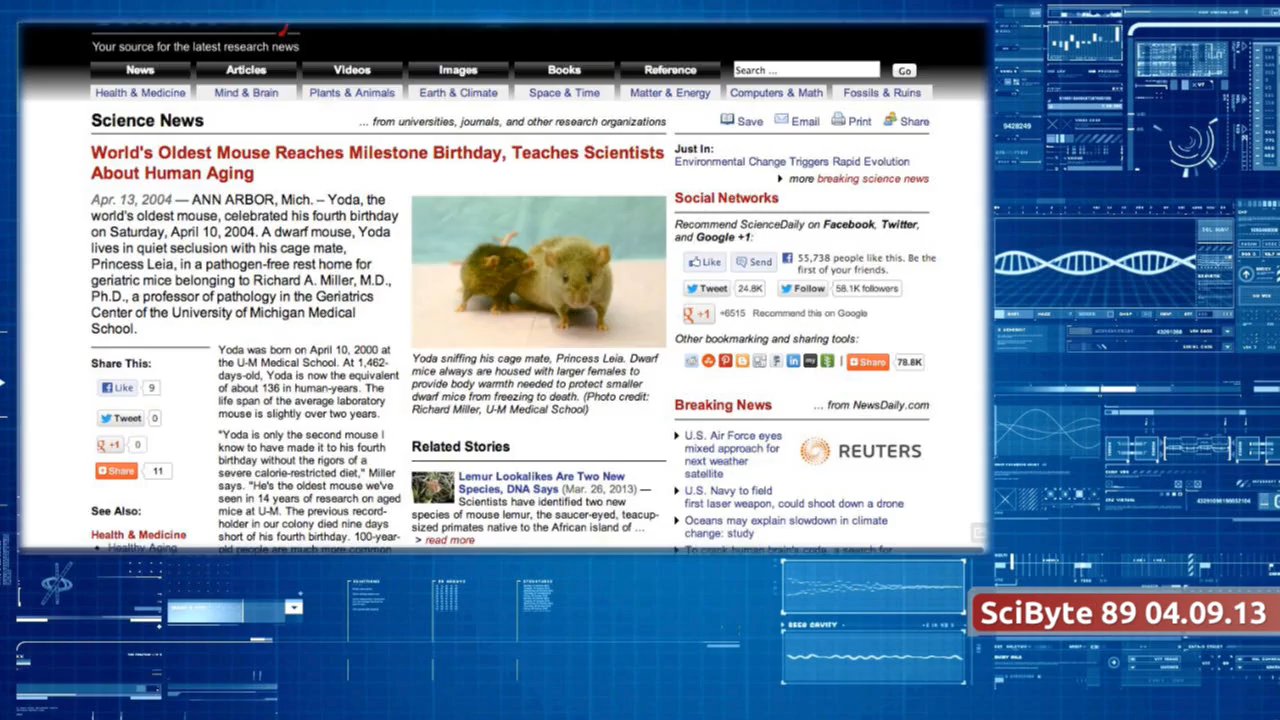 Your source for the latest research news
News Articles Videos Images Books Reference Search ... Go
Health & Medicine Mind & Brain Plants & Animals Earth & Climate Space & Time Matter & Energy Computers & Math Fossils & Ruins
Science News
... from universities, journals, and other research organizations
Save Email Print Share
World's Oldest Mouse Reaches Milestone Birthday, Teaches Scientists
About Human Aging
Apr. 13, 2004 — ANN ARBOR, Mich. – Yoda, the
world's oldest mouse, celebrated his fourth birthday
on Saturday, April 10, 2004. A dwarf mouse, Yoda
lives in quiet seclusion with his cage mate,
Princess Leia, in a pathogen-free rest home for
geriatric mice belonging to Richard A. Miller, M.D.,
Ph.D., a professor of pathology in the Geriatrics
Center of the University of Michigan Medical
School.
Share This:
Like 9
Tweet 0
+1 0
Share 11
See Also:
Health & Medicine
Healthy Aging
Yoda was born on April 10, 2000 at
the U-M Medical School. At 1,462-
days-old, Yoda is now the equivalent
of about 136 in human-years. The
life span of the average laboratory
mouse is slightly over two years.
"Yoda is only the second mouse I
know to have made it to his fourth
birthday without the rigors of a
severe calorie-restricted diet," Miller
says. "He's the oldest mouse we've
seen in 14 years of research on aged
mice at U-M. The previous record-
holder in our colony died nine days
short of his fourth birthday. 100-year-
old people are much more common
Yoda sniffing his cage mate, Princess Leia. Dwarf
mice always are housed with larger females to
provide body warmth needed to protect smaller
dwarf mice from freezing to death. (Photo credit:
Richard Miller, U-M Medical School)
Related Stories
Lemur Lookalikes Are Two New
Species, DNA Says (Mar. 26, 2013) —
Scientists have identified two new
species of mouse lemur, the saucer-eyed, teacup-
sized primates native to the African island of ...
> read more
Just In:
Environmental Change Triggers Rapid Evolution
more breaking science news
Social Networks
Recommend ScienceDaily on Facebook, Twitter,
and Google +1:
Like Send 55,738 people like this. Be the
first of your friends.
Tweet 24.8K Follow 58.1K followers
+1 +6515 Recommend this on Google
Other bookmarking and sharing tools:
Share 78.8K
Breaking News ... from NewsDaily.com
REUTERS
U.S. Air Force eyes
mixed approach for
next weather
satellite
U.S. Navy to field
first laser weapon, could shoot down a drone
Oceans may explain slowdown in climate
change: study
To crack human brain's code, a search for
9428249
SciByte 89 04.09.13